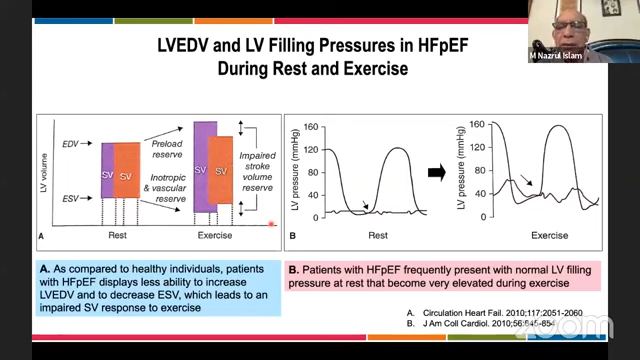 M Nazrul Islam
LVEDV and LV Filling Pressures in HFpEF
During Rest and Exercise
LV volume
EDV
ESV
SV
SV
Rest
Preload
reserve
Inotropic
& vascular
reserve
SV
SV
Exercise
Impaired
stroke
volume
reserve
A
LV pressure (mmHg)
160
120
80
40
0
Rest
B
LV pressure (mmHg)
160
120
80
40
0
Exercise
A. As compared to healthy individuals, patients
with HFpEF displays less ability to increase
LVEDV and to decrease ESV, which leads to an
impaired SV response to exercise
B. Patients with HFpEF frequently present with normal LV filling
pressure at rest that become very elevated during exercise
A. Circulation Heart Fail. 2010;117:2051-2060
B. J Am Coll Cardiol. 2010;56:845-854
zoom